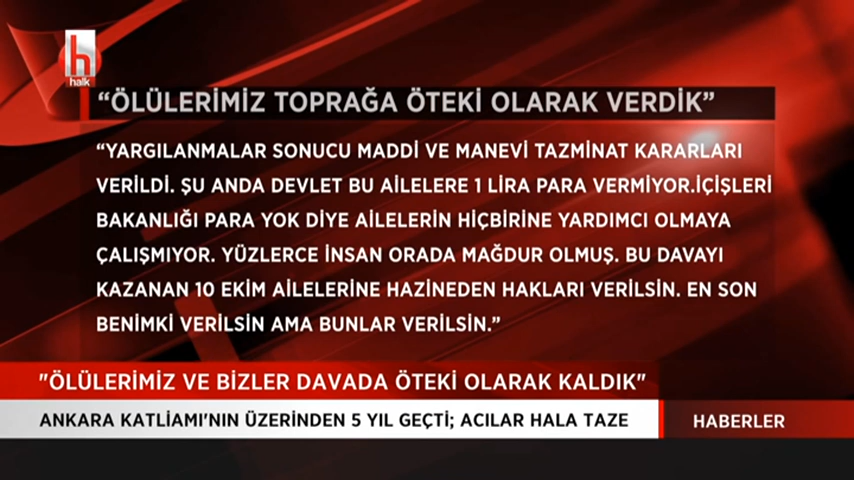 h
halk
“ÖLÜLERİMİZ TOPRAĞA ÖTEKİ OLARAK VERDİK”
“YARGILANMALAR SONUCU MADDİ VE MANEVİ TAZMİNAT KARARLARI
VERİLDİ. ŞU ANDA DEVLET BU AİLELERE 1 LİRA PARA VERMİYOR.İÇİŞLERİ
BAKANLIĞI PARA YOK DİYE AİLELERİN HİÇBİRİNE YARDIMCI OLMAYA
ÇALIŞMIYOR. YÜZLERCE İNSAN ORADA MAĞDUR OLMUŞ. BU DAVAYI
KAZANAN 10 EKİM AİLELERİNE HAZİNEDEN HAKLARI VERİLSİN. EN SON
BENİMKİ VERİLSİN AMA BUNLAR VERİLSİN.”
"ÖLÜLERİMİZ VE BİZLER DAVADA ÖTEKİ OLARAK KALDIK"
ANKARA KATLİAMI'NIN ÜZERİNDEN 5 YIL GEÇTİ; ACILAR HALA TAZE
HABERLER